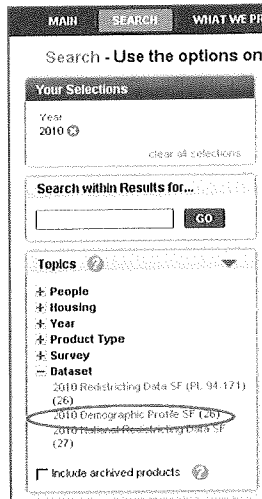 MAIN SEARCH WHAT WE PR
Search - Use the options on
Your Selections
Year
2010
clear all selections
Search within Results for...
GO
Topics
People
Housing
Year
Product Type
Survey
Dataset
2010 Redistricting Data SF (PL 94-171)
(26)
2010 Demographic Profile SF (26)
2010 National Redistricting Data SF
(27)
Include archived products